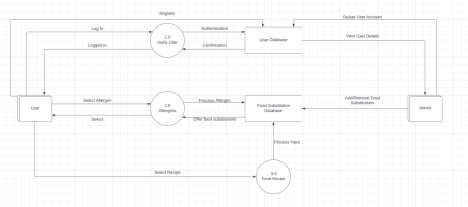 Register
Delete User Account
Log In
Authentication
1.0
Verify User
User Database
View User Details
Logged in
Confirmation
Select Allergen
Process Allergen
Add/Remove Food
Substitutions
User
2.0
Allergens
Food Substitution
Database
Admin
Select
Offer food substitutions
Process Input
Select Recipe
3.0
Food Recipe